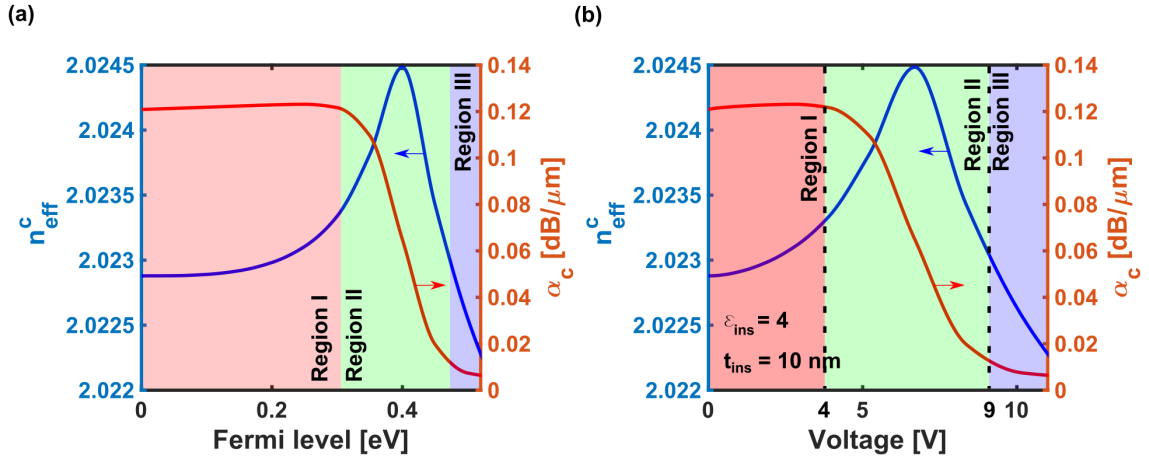 (a)
2.0245
2.024
2.0235
2.023
2.0225
2.022
n^c_eff
0
0.2
0.4
Fermi level [eV]
Region I
Region II
Region III
0.14
0.12
0.1
0.08
0.06
0.04
0.02
0
α_c [dB/μm]
(b)
2.0245
2.024
2.0235
2.023
2.0225
2.022
n^c_eff
0
4
5
9
10
Voltage [V]
Region I
Region II
Region III
ε_ins = 4
t_ins = 10 nm
0.14
0.12
0.1
0.08
0.06
0.04
0.02
0
α_c [dB/μm]